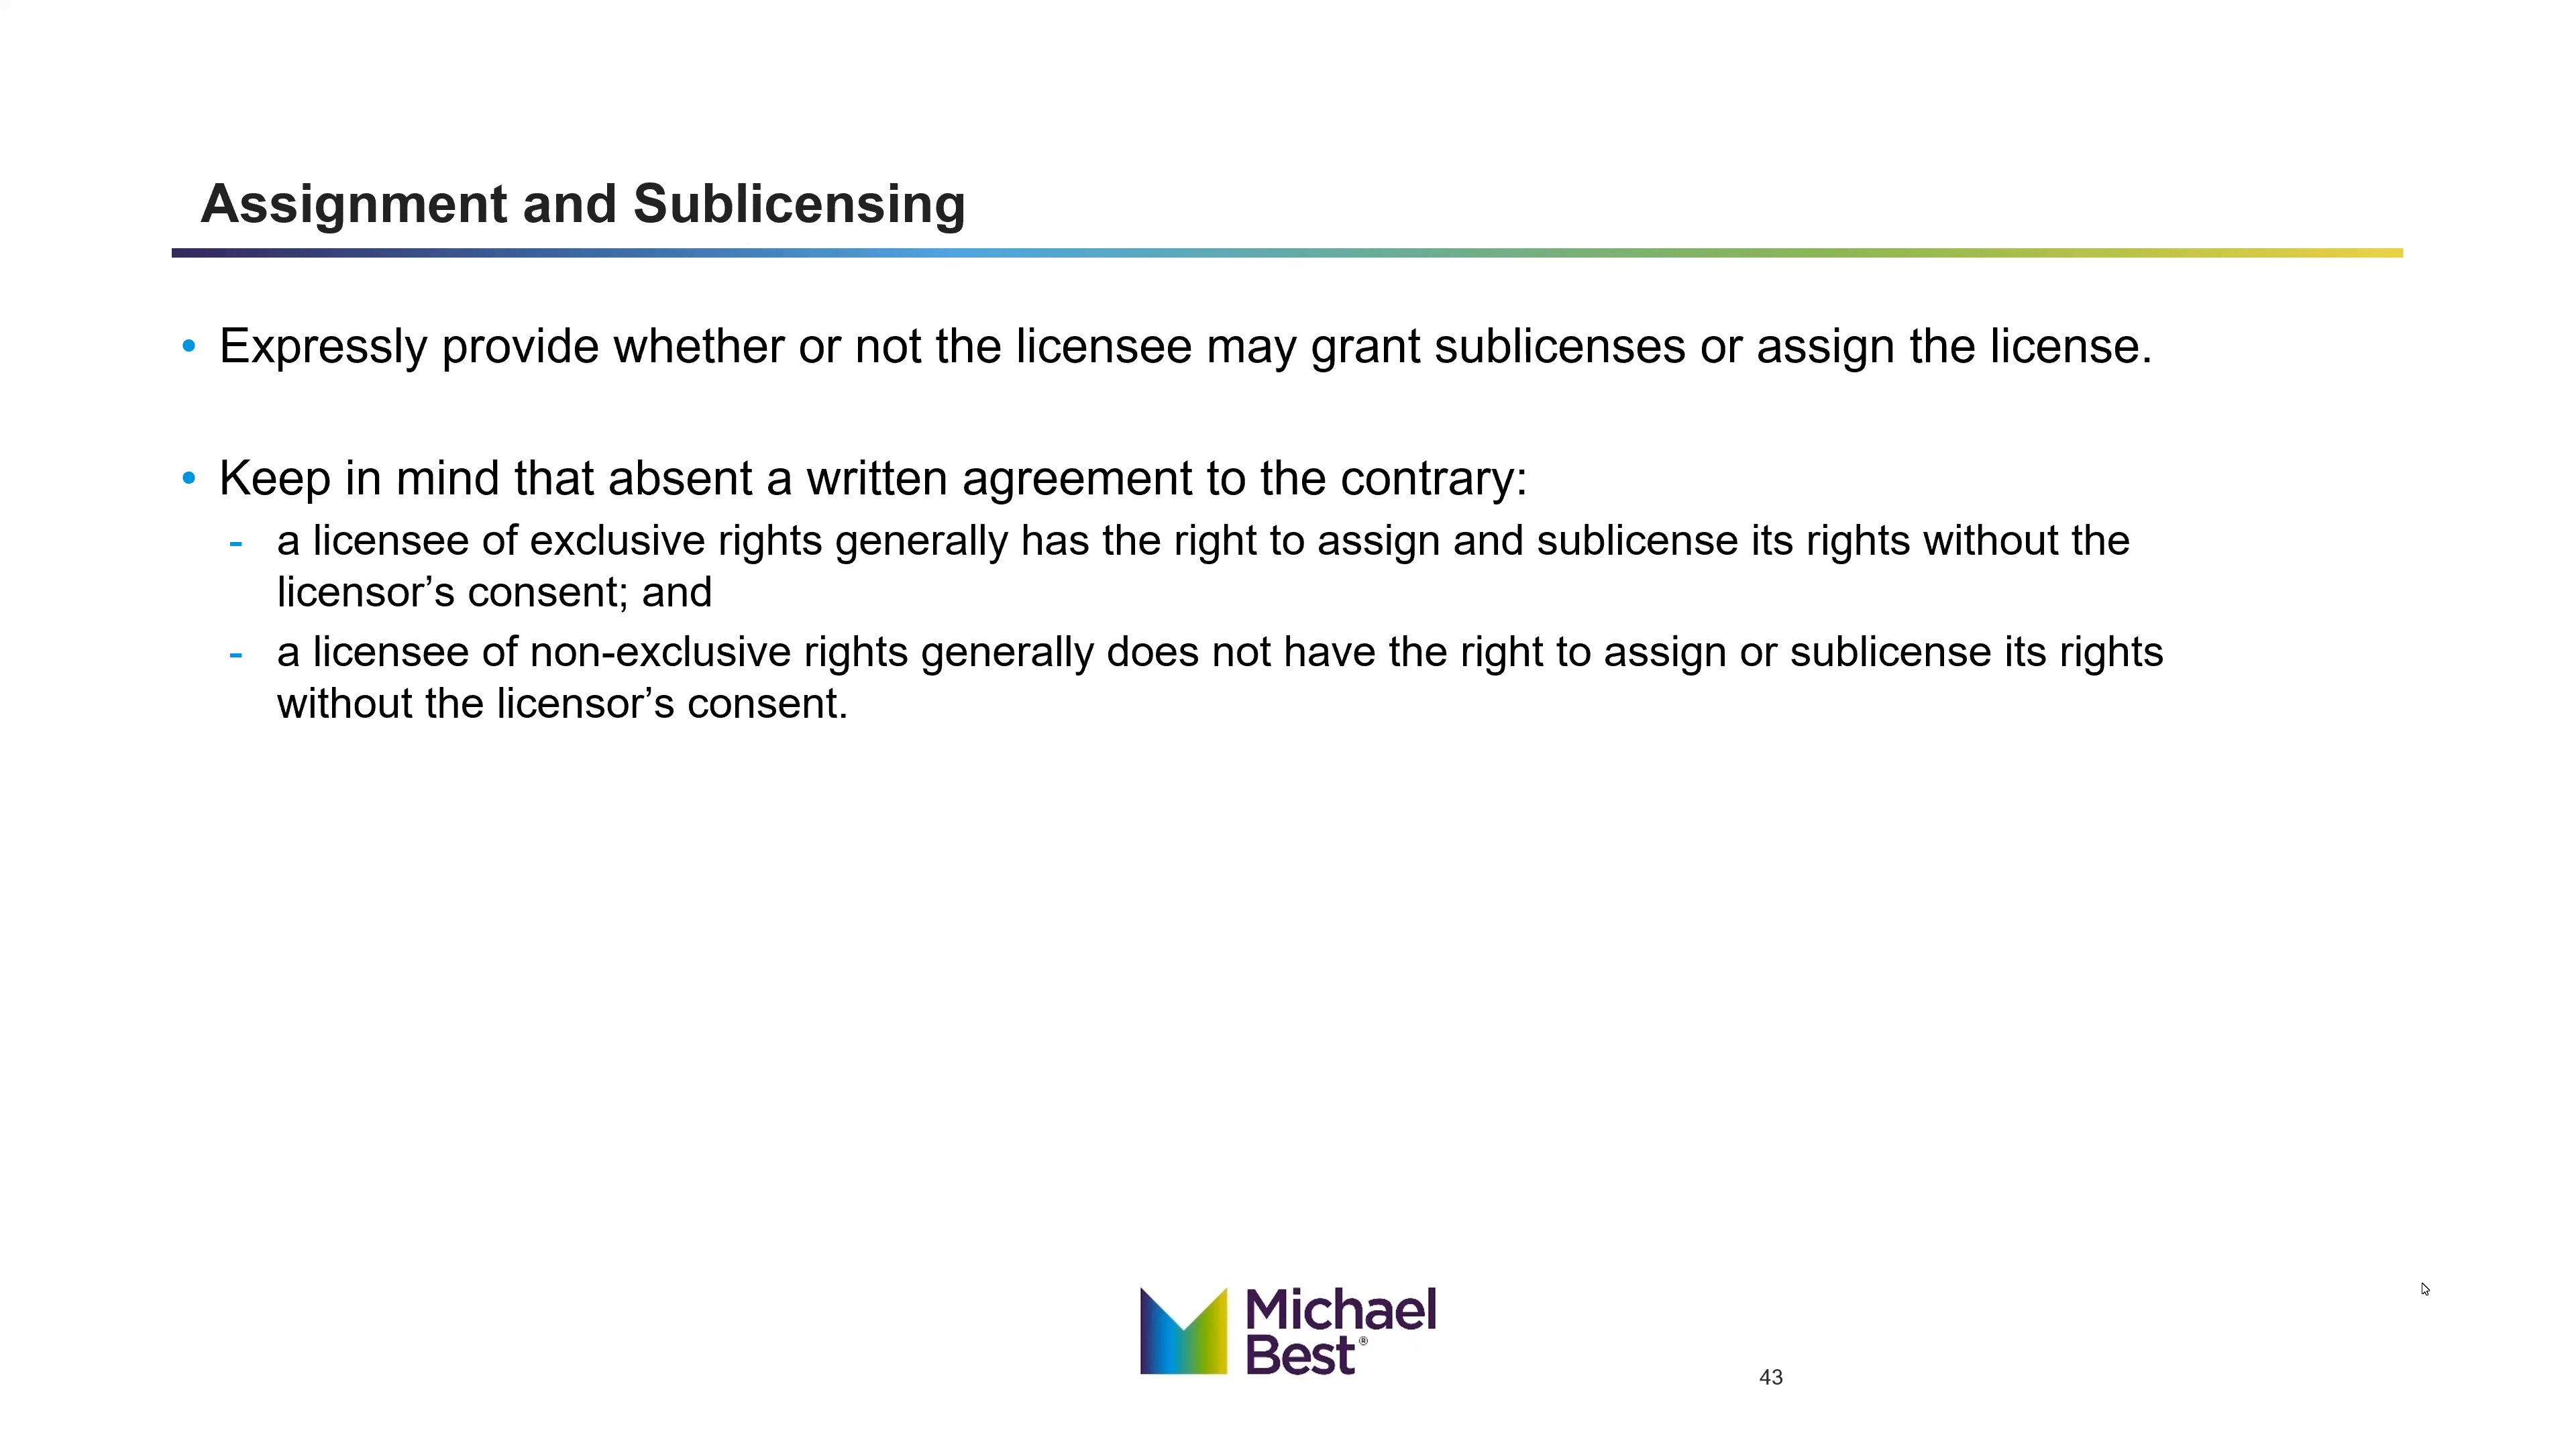 Assignment and Sublicensing
• Expressly provide whether or not the licensee may grant sublicenses or assign the license.
• Keep in mind that absent a written agreement to the contrary:
- a licensee of exclusive rights generally has the right to assign and sublicense its rights without the
licensor’s consent; and
- a licensee of non-exclusive rights generally does not have the right to assign or sublicense its rights
without the licensor’s consent.
Michael
Best®
43